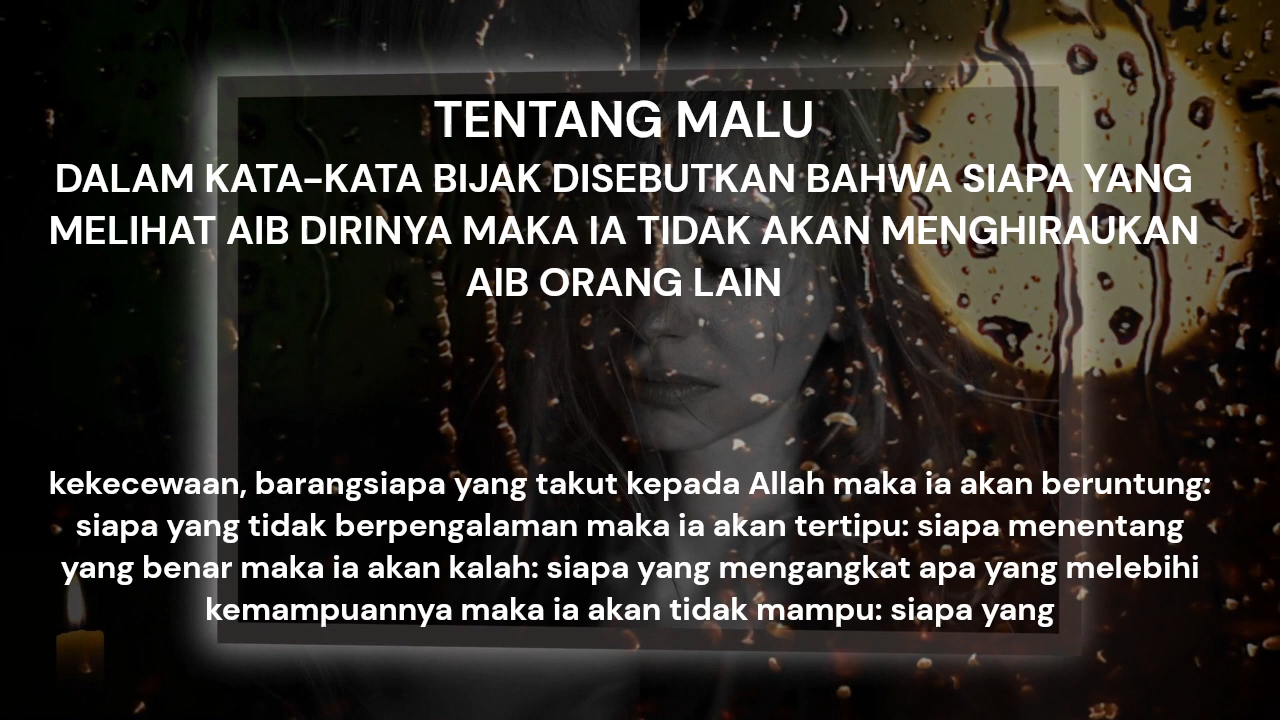 TENTANG MALU
DALAM KATA-KATA BIJAK DISEBUTKAN BAHWA SIAPA YANG
MELIHAT AIB DIRINYA MAKA IA TIDAK AKAN MENGHIRAUKAN
AIB ORANG LAIN
kekecewaan, barangsiapa yang takut kepada Allah maka ia akan beruntung:
siapa yang tidak berpengalaman maka ia akan tertipu: siapa menentang
yang benar maka ia akan kalah: siapa yang mengangkat apa yang melebihi
kemampuannya maka ia akan tidak mampu: siapa yang